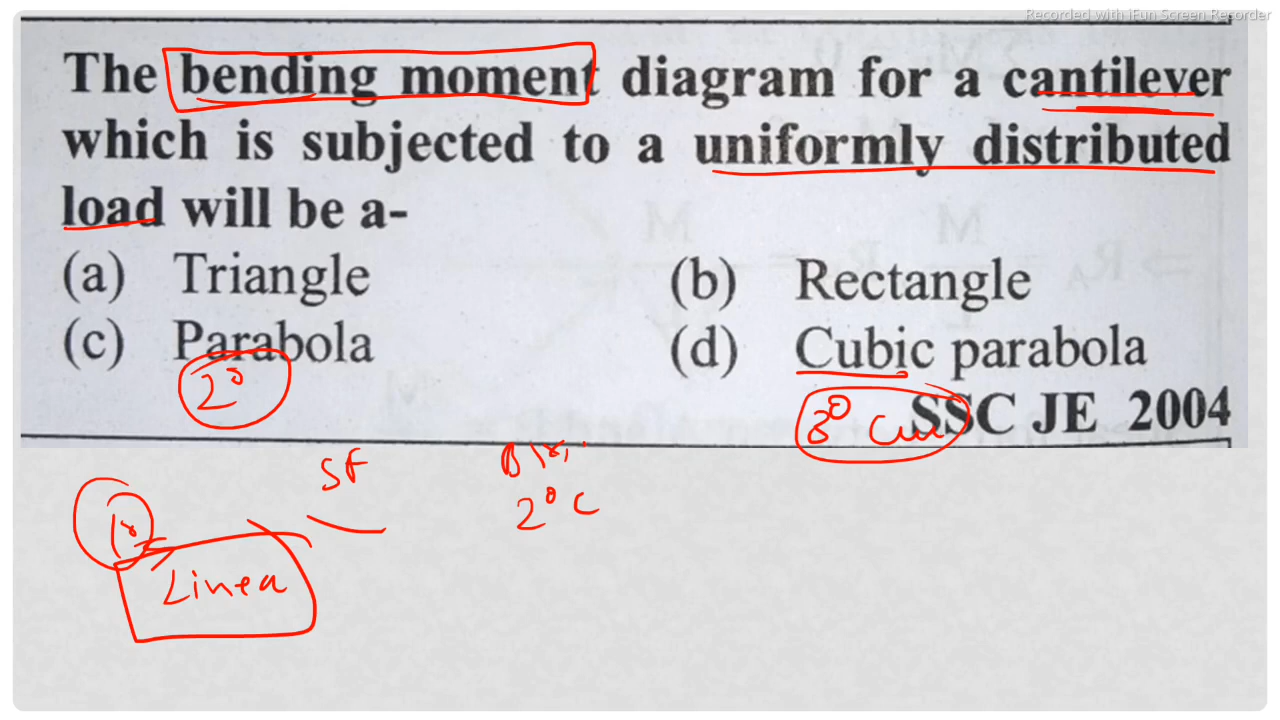 Recorded with iFun Screen Recorder
The bending moment diagram for a cantilever
which is subjected to a uniformly distributed
load will be a-
(a) Triangle (b) Rectangle
(c) Parabola (d) Cubic parabola
2° 3° SSC JE 2004
SF
2° C
Linea